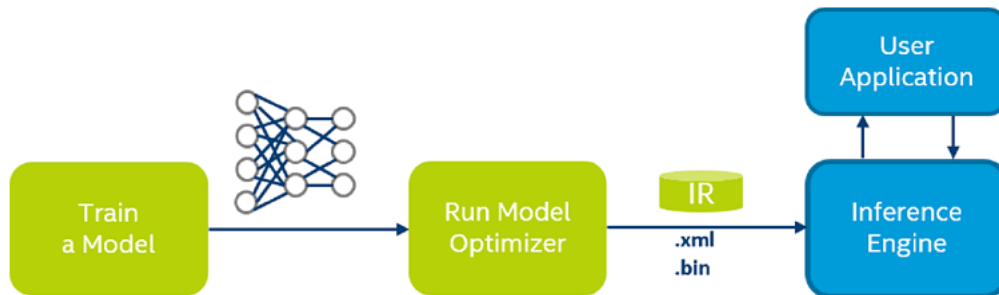 Train
a Model
Run Model
Optimizer
IR
.xml
.bin
User
Application
Inference
Engine